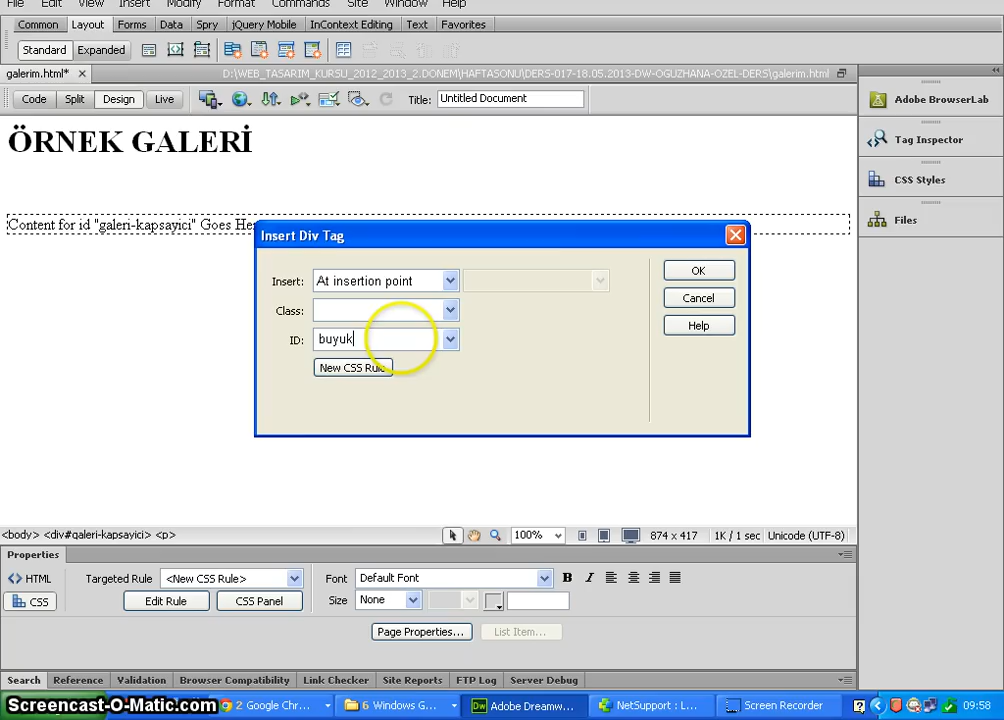 File Edit View Insert Modify Format Commands Site Window Help
Common Layout Forms Data Spry jQuery Mobile InContext Editing Text Favorites
Standard Expanded
galerim.html* D:\WEB_TASARIM_KURSU_2012_2013_2.DONEM\HAFTASONU\DERS-017-18.05.2013-DW-OGUZHANA-OZEL-DERS\galerim.html
Code Split Design Live Title: Untitled Document
Adobe BrowserLab
Tag Inspector
CSS Styles
Files
ÖRNEK GALERİ
Content for id "galeri-kapsayici" Goes He
Insert Div Tag
Insert: At insertion point
Class:
ID: buyuk
New CSS Rule
OK
Cancel
Help
<body> <div#galeri-kapsayici> <p> 100% 874 x 417 1K / 1 sec Unicode (UTF-8)
Properties
HTML Targeted Rule <New CSS Rule> Font Default Font B I
CSS Edit Rule CSS Panel Size None
Page Properties... List Item...
Search Reference Validation Browser Compatibility Link Checker Site Reports FTP Log Server Debug
Screencast-O-Matic.com 2 Google Chr... 6 Windows G... Adobe Dreamw... NetSupport : L... Screen Recorder 09:58